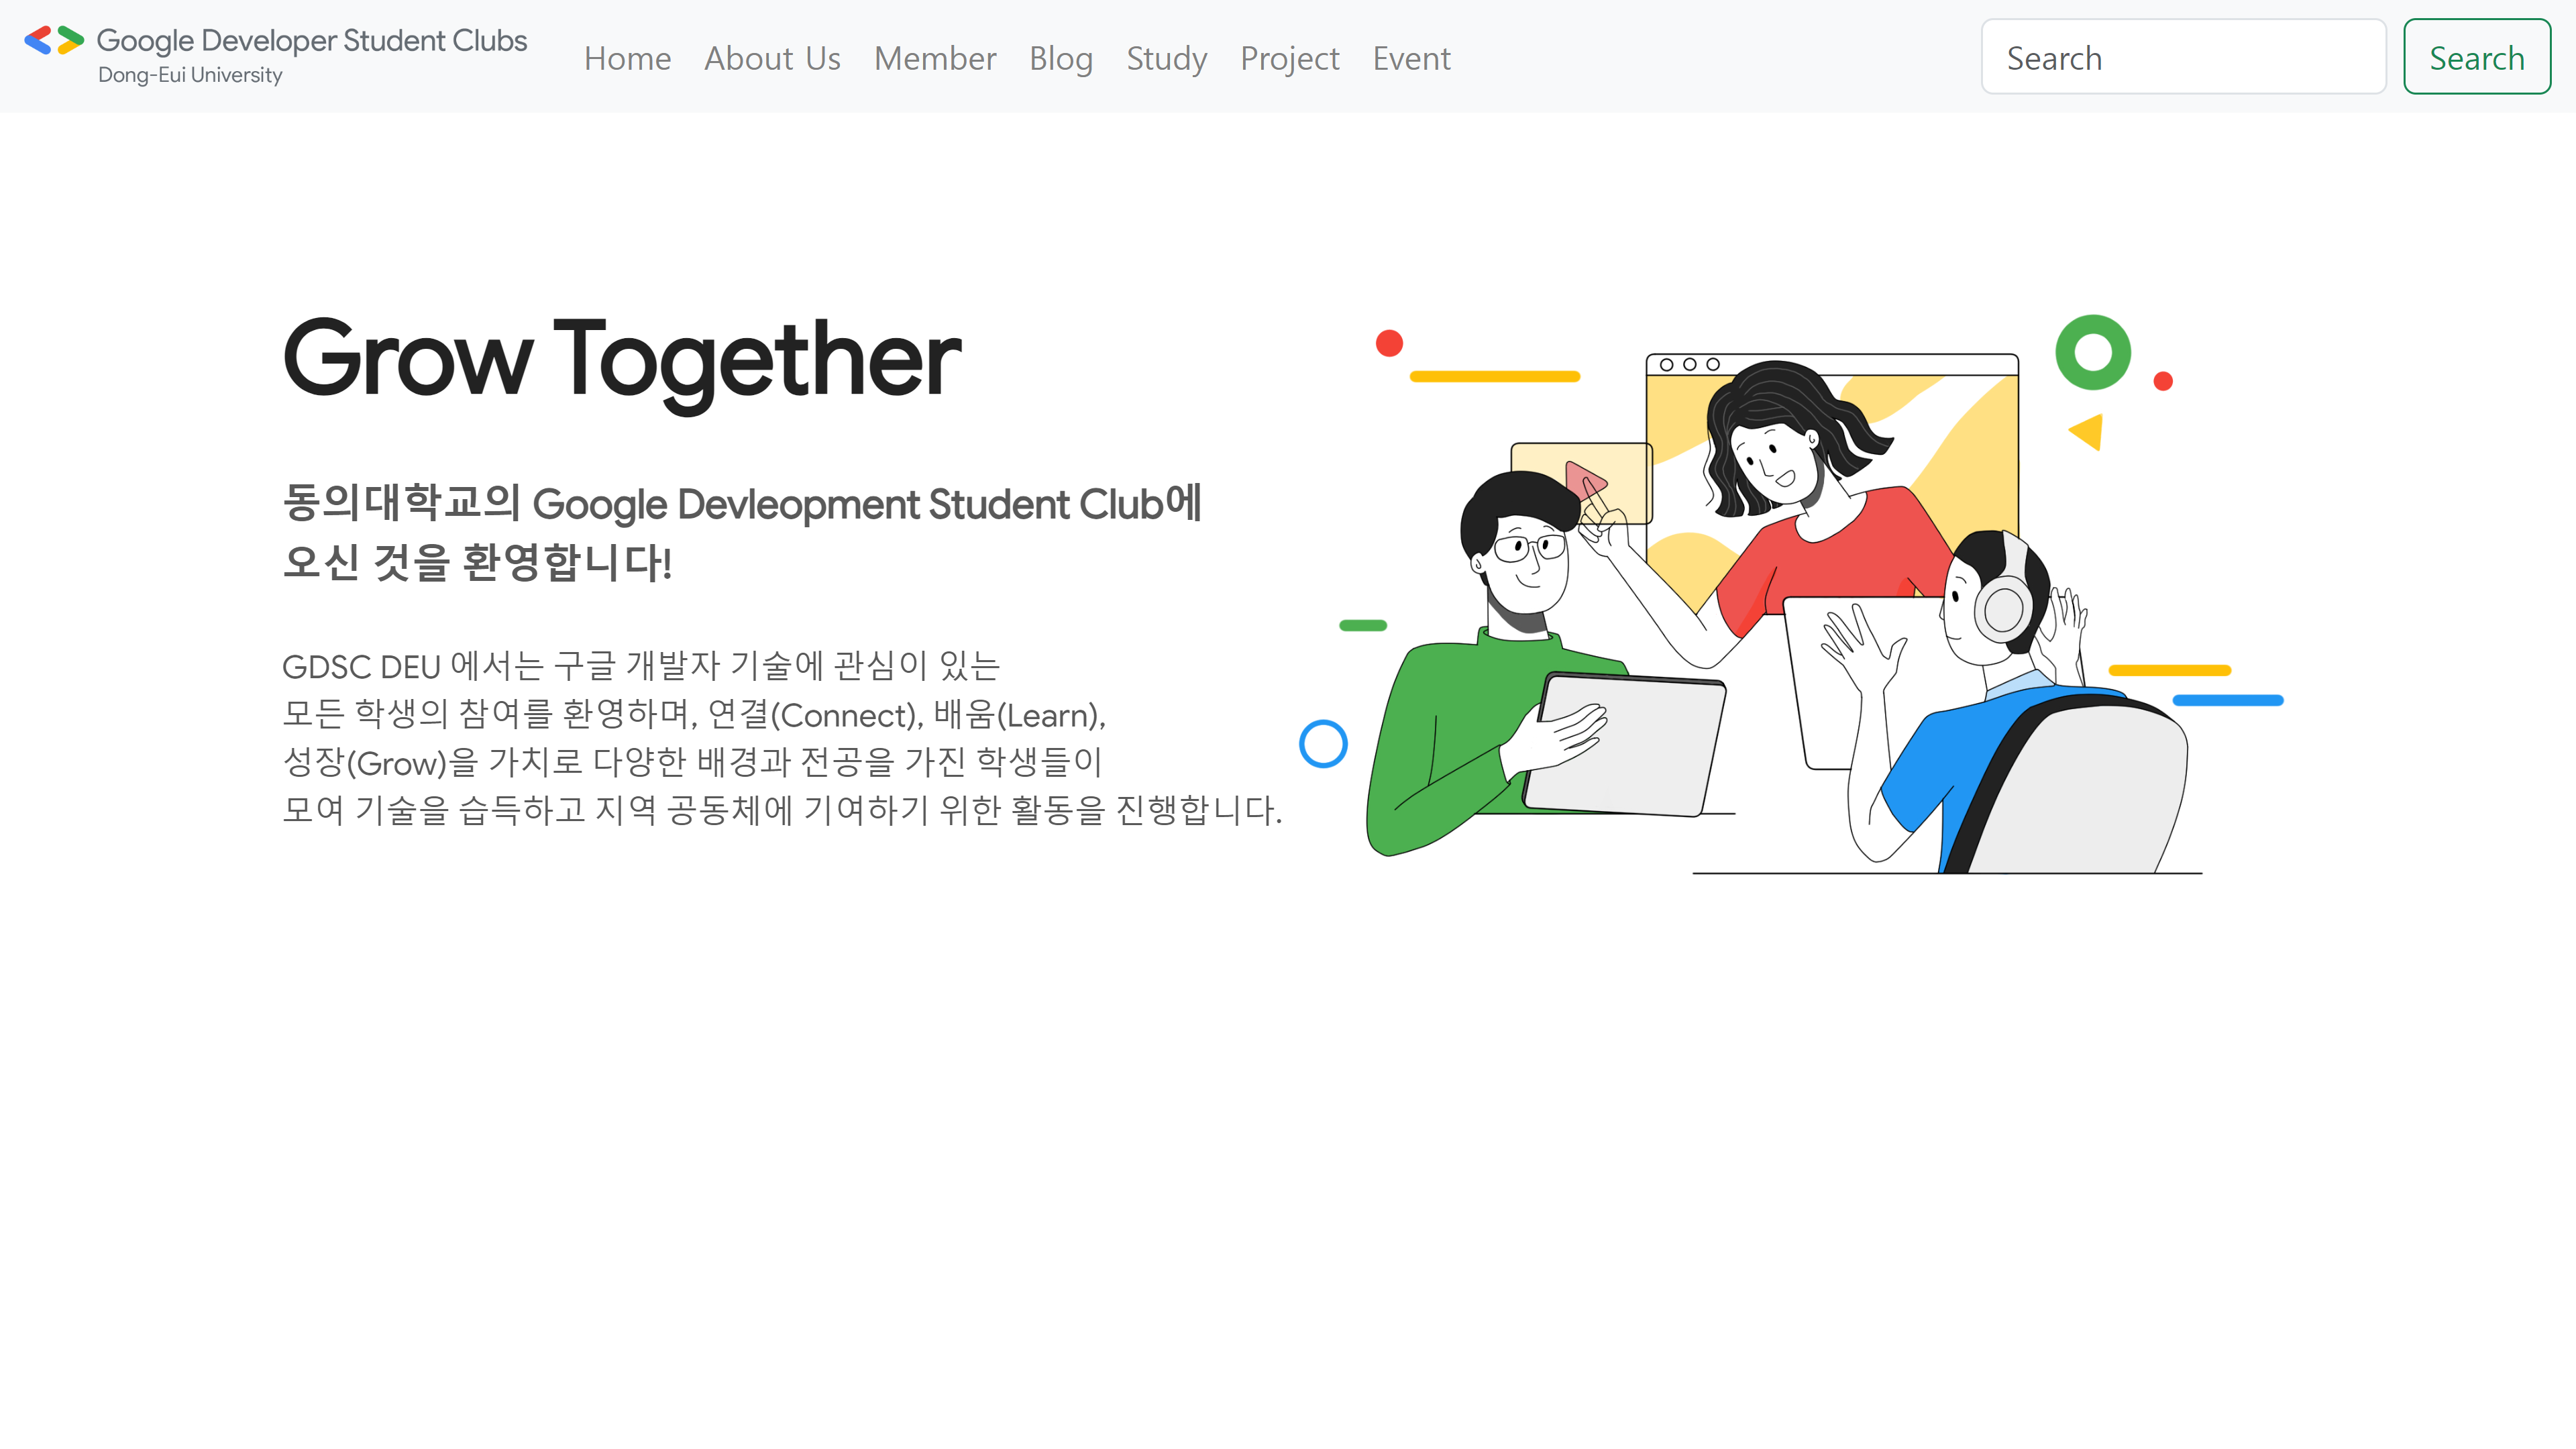 Google Developer Student Clubs
Dong-Eui University
Home About Us Member Blog Study Project Event
Search Search
Grow Together
동의대학교의 Google Devleopment Student Club에
오신 것을 환영합니다!
GDSC DEU 에서는 구글 개발자 기술에 관심이 있는
모든 학생의 참여를 환영하며, 연결(Connect), 배움(Learn),
성장(Grow)을 가치로 다양한 배경과 전공을 가진 학생들이
모여 기술을 습득하고 지역 공동체에 기여하기 위한 활동을 진행합니다.